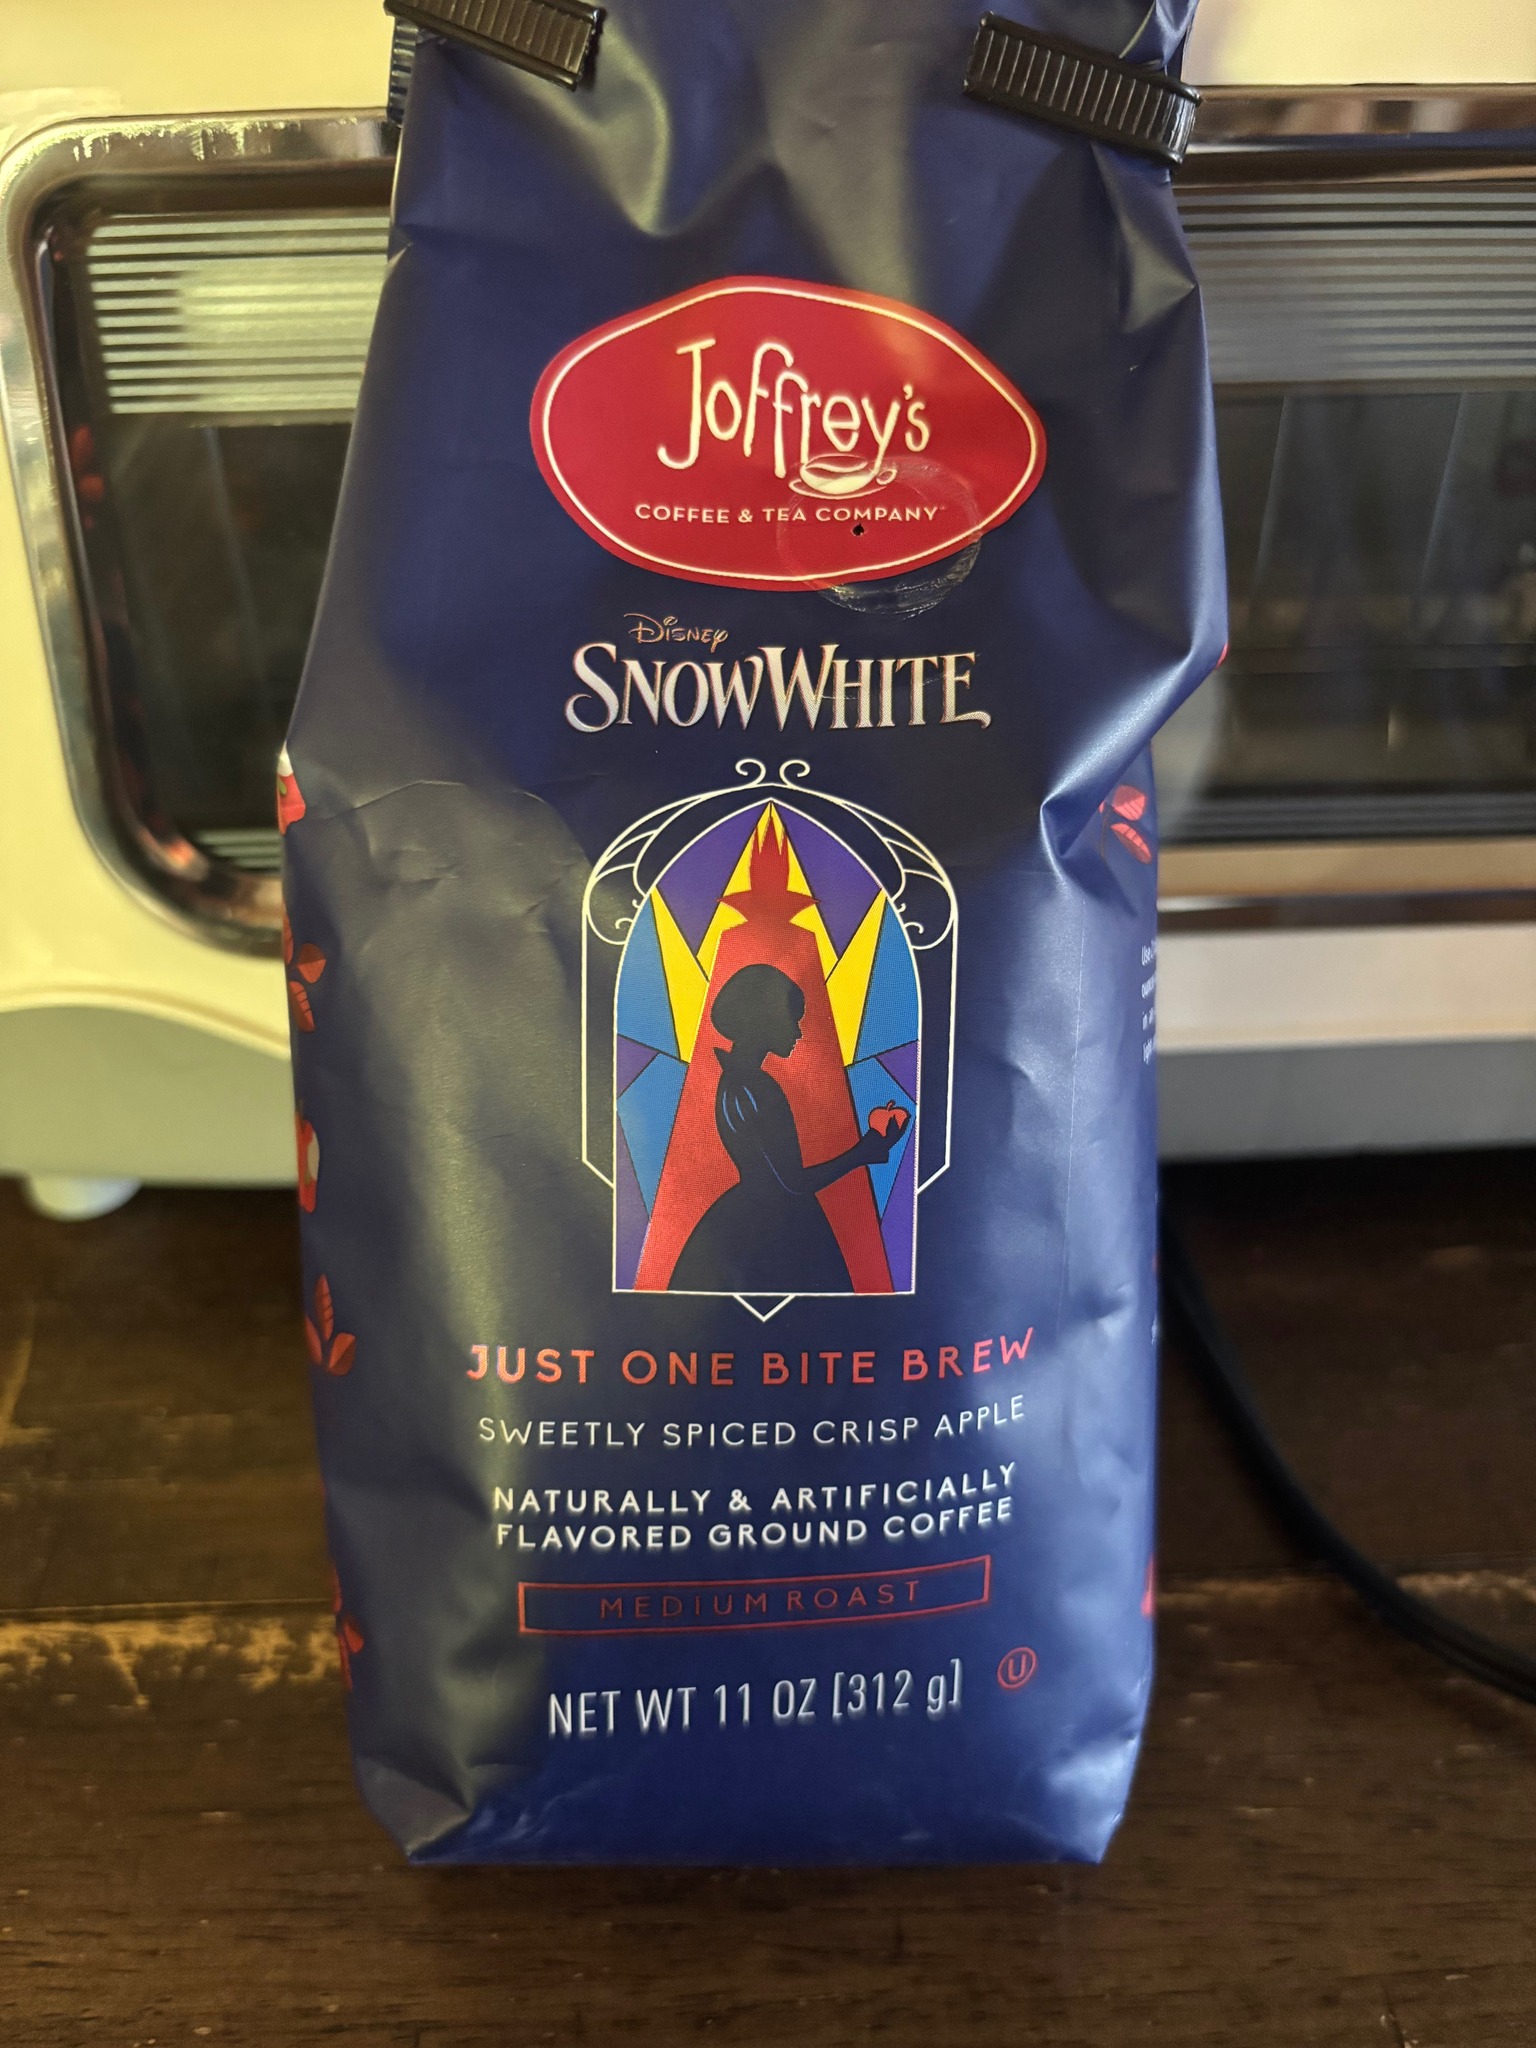 Joffrey's
COFFEE & TEA COMPANY
DISNEY
SNOW WHITE
JUST ONE BITE BREW
SWEETLY SPICED CRISP APPLE
NATURALLY & ARTIFICIALLY
FLAVORED GROUND COFFEE
MEDIUM ROAST
NET WT 11 OZ [312 g]
U